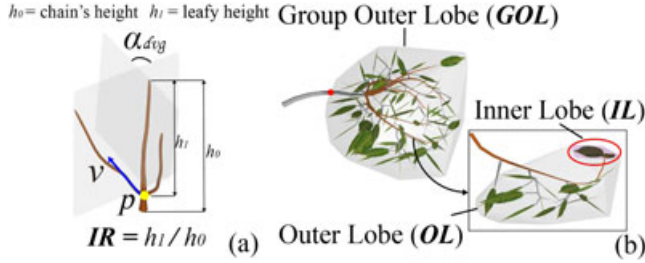 h₀ = chain's height h₁ = leafy height
α_dvg
v
p
h₁
h₀
IR = h₁ / h₀
(a)
Group Outer Lobe (GOL)
Inner Lobe (IL)
Outer Lobe (OL)
(b)